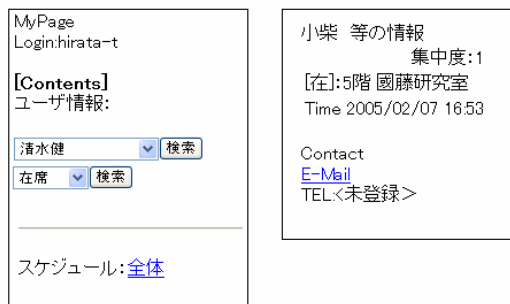 MyPage
Login:hirata-t
[Contents]
ユーザ情報:
清水健 検索
在席 検索
スケジュール:全体
小柴 等の情報
集中度:1
[在]:5階 國藤研究室
Time 2005/02/07 16:53
Contact
E-Mail
TEL:<未登録>